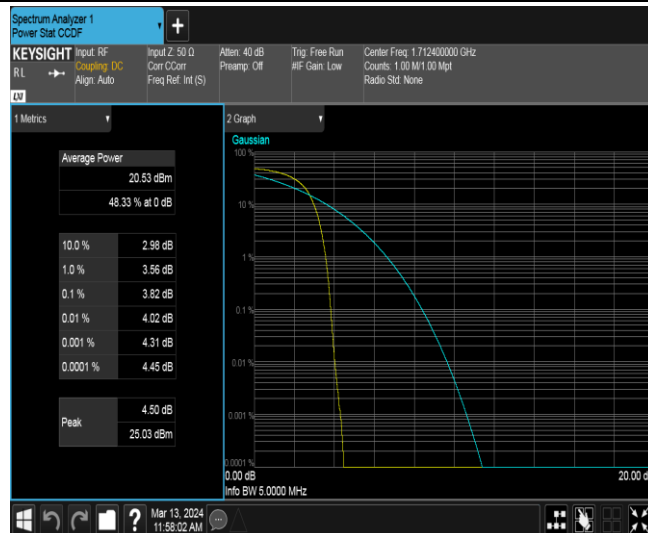 Spectrum Analyzer 1
Power Stat CCDF
+
KEYSIGHT
RL
LXI
Input: RF
Coupling: DC
Align: Auto
Input Z: 50 Ω
Corr CCorr
Freq Ref: Int (S)
Atten: 40 dB
Preamp: Off
Trig: Free Run
#IF Gain: Low
Center Freq: 1.712400000 GHz
Counts: 1.00 M/1.00 Mpt
Radio Std: None
1 Metrics
Average Power
20.53 dBm
48.33 % at 0 dB
10.0 % 2.98 dB
1.0 % 3.56 dB
0.1 % 3.82 dB
0.01 % 4.02 dB
0.001 % 4.31 dB
0.0001 % 4.45 dB
Peak
4.50 dB
25.03 dBm
2 Graph
Gaussian
100 %
10 %
1 %
0.1 %
0.01 %
0.001 %
0.0001 %
0.00 dB
20.00 d
Info BW 5.0000 MHz
?
Mar 13, 2024
11:58:02 AM